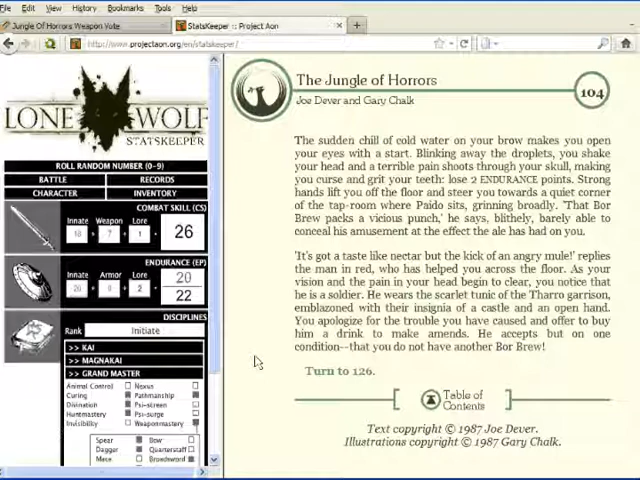 File Edit View History Bookmarks Tools Help
Jungle Of Horrors Weapon Vote
StatsKeeper :: Project Aon
http://www.projectaon.org/en/statskeeper/
LONE WOLF
STATSKEEPER
ROLL RANDOM NUMBER (0-9)
BATTLE RECORDS
CHARACTER INVENTORY
COMBAT SKILL (CS)
Innate Weapon Lore
18 + 7 + 1 26
ENDURANCE (EP)
Innate Armor Lore 20
20 0 2 22
DISCIPLINES
Rank Initiate
>> KAI
>> MAGNAKAI
>> GRAND MASTER
Animal Control Nexus
Curing Pathmanship
Divination Psi-screen
Huntmastery Psi-surge
Invisibility Weaponmastery
Spear Bow
Dagger Quarterstaff
Mace Broadsword
The Jungle of Horrors
Joe Dever and Gary Chalk
104
The sudden chill of cold water on your brow makes you open
your eyes with a start. Blinking away the droplets, you shake
your head and a terrible pain shoots through your skull, making
you curse and grit your teeth: lose 2 ENDURANCE points. Strong
hands lift you off the floor and steer you towards a quiet corner
of the tap-room where Paido sits, grinning broadly. 'That Bor
Brew packs a vicious punch,' he says, blithely, barely able to
conceal his amusement at the effect the ale has had on you.
'It's got a taste like nectar but the kick of an angry mule!' replies
the man in red, who has helped you across the floor. As your
vision and the pain in your head begin to clear, you notice that
he is a soldier. He wears the scarlet tunic of the Tharro garrison,
emblazoned with their insignia of a castle and an open hand.
You apologize for the trouble you have caused and offer to buy
him a drink to make amends. He accepts but on one
condition--that you do not have another Bor Brew!
Turn to 126.
Table of
Contents
Text copyright © 1987 Joe Dever.
Illustrations copyright © 1987 Gary Chalk.